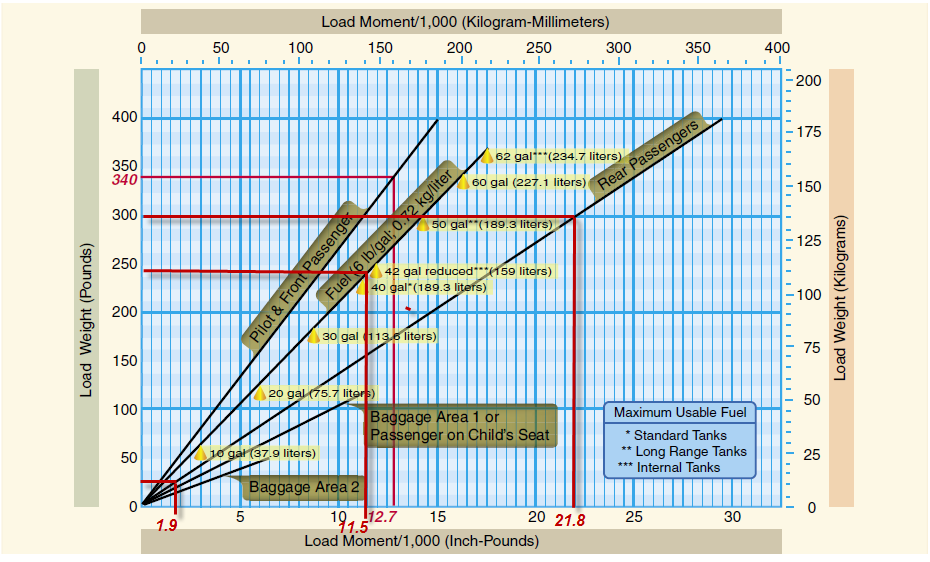 Load Moment/1,000 (Kilogram-Millimeters)
0 50 100 150 200 250 300 350 400
Load Weight (Pounds)
400
350
340
300
250
200
150
100
50
0
200
175
150
125
100
75
50
25
0
Load Weight (Kilograms)
Pilot & Front Passenger
Fuel (6 lb/gal; 0.72 kg/liter)
Rear Passengers
62 gal***(234.7 liters)
60 gal (227.1 liters)
50 gal**(189.3 liters)
42 gal reduced***(159 liters)
40 gal*(189.3 liters)
30 gal (113.6 liters)
20 gal (75.7 liters)
10 gal (37.9 liters)
Baggage Area 1 or
Passenger on Child's Seat
Baggage Area 2
Maximum Usable Fuel
* Standard Tanks
** Long Range Tanks
*** Internal Tanks
5 10 15 20 25 30
1.9 11.5 12.7 21.8
Load Moment/1,000 (Inch-Pounds)